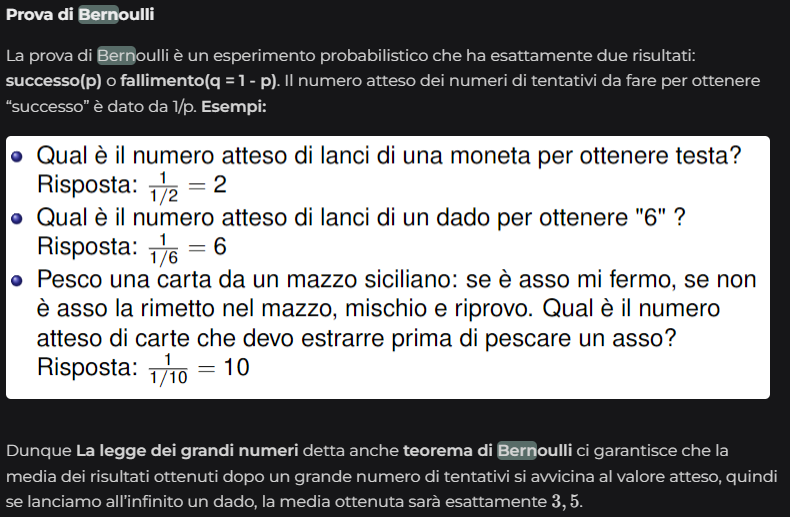 Prova di Bernoulli
La prova di Bernoulli è un esperimento probabilistico che ha esattamente due risultati:
successo(p) o fallimento(q = 1 - p). Il numero atteso dei numeri di tentativi da fare per ottenere
“successo” è dato da 1/p. Esempi:
Qual è il numero atteso di lanci di una moneta per ottenere testa?
Risposta: 1/(1/2) = 2
Qual è il numero atteso di lanci di un dado per ottenere "6" ?
Risposta: 1/(1/6) = 6
Pesco una carta da un mazzo siciliano: se è asso mi fermo, se non
è asso la rimetto nel mazzo, mischio e riprovo. Qual è il numero
atteso di carte che devo estrarre prima di pescare un asso?
Risposta: 1/(1/10) = 10
Dunque La legge dei grandi numeri detta anche teorema di Bernoulli ci garantisce che la
media dei risultati ottenuti dopo un grande numero di tentativi si avvicina al valore atteso, quindi
se lanciamo all’infinito un dado, la media ottenuta sarà esattamente 3, 5.